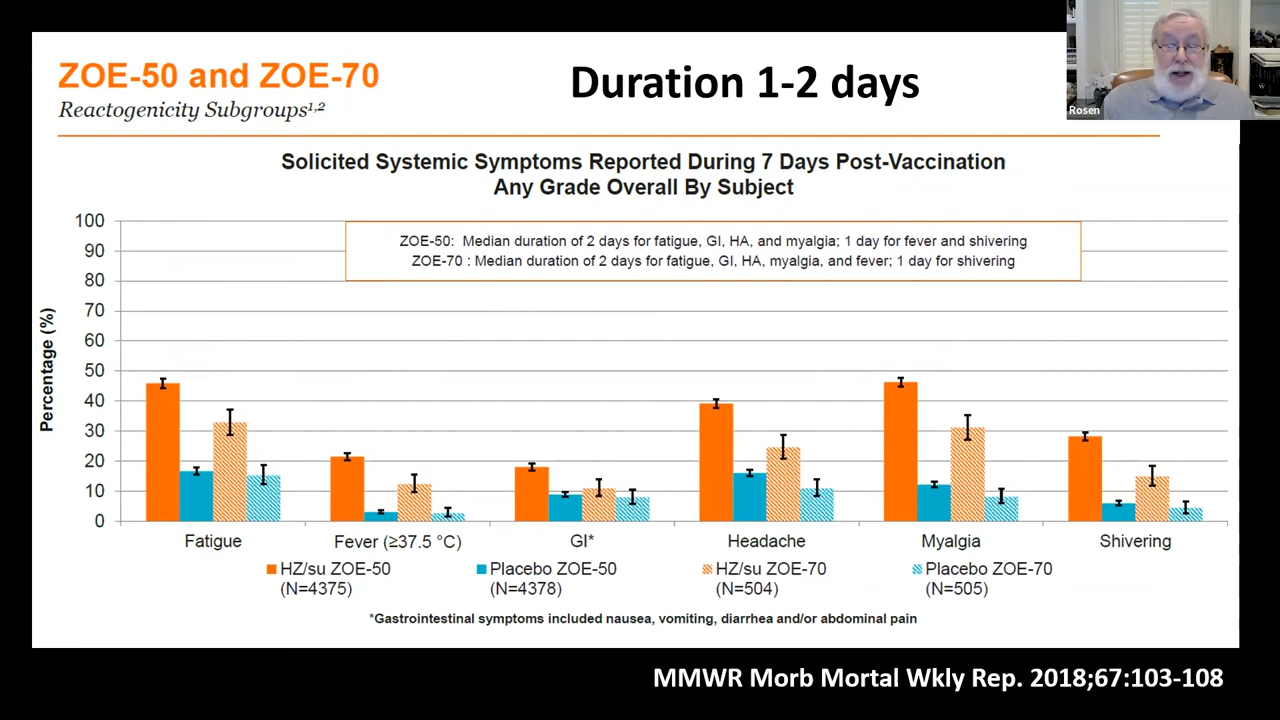 ZOE-50 and ZOE-70
Reactogenicity Subgroups1,2
Duration 1-2 days
Rosen
Solicited Systemic Symptoms Reported During 7 Days Post-Vaccination
Any Grade Overall By Subject
ZOE-50: Median duration of 2 days for fatigue, GI, HA, and myalgia; 1 day for fever and shivering
ZOE-70 : Median duration of 2 days for fatigue, GI, HA, myalgia, and fever; 1 day for shivering
Percentage (%)
100
90
80
70
60
50
40
30
20
10
0
Fatigue
Fever (≥37.5 °C)
GI*
Headache
Myalgia
Shivering
HZ/su ZOE-50
(N=4375)
Placebo ZOE-50
(N=4378)
HZ/su ZOE-70
(N=504)
Placebo ZOE-70
(N=505)
*Gastrointestinal symptoms included nausea, vomiting, diarrhea and/or abdominal pain
MMWR Morb Mortal Wkly Rep. 2018;67:103-108